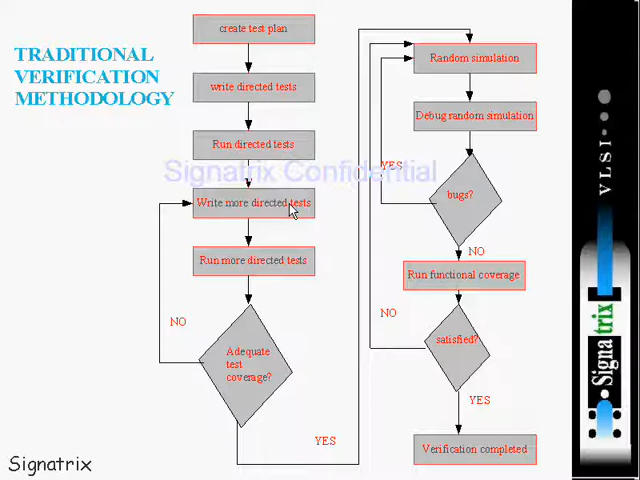 TRADITIONAL
VERIFICATION
METHODOLOGY
create test plan
write directed tests
Run directed tests
Write more directed tests
Run more directed tests
NO
Adequate
test
coverage?
YES
Random simulation
Debug random simulation
YES
bugs?
NO
Run functional coverage
NO
satisfied?
YES
Verification completed
Signatrix Confidential
VLSI
Signatrix
Signatrix